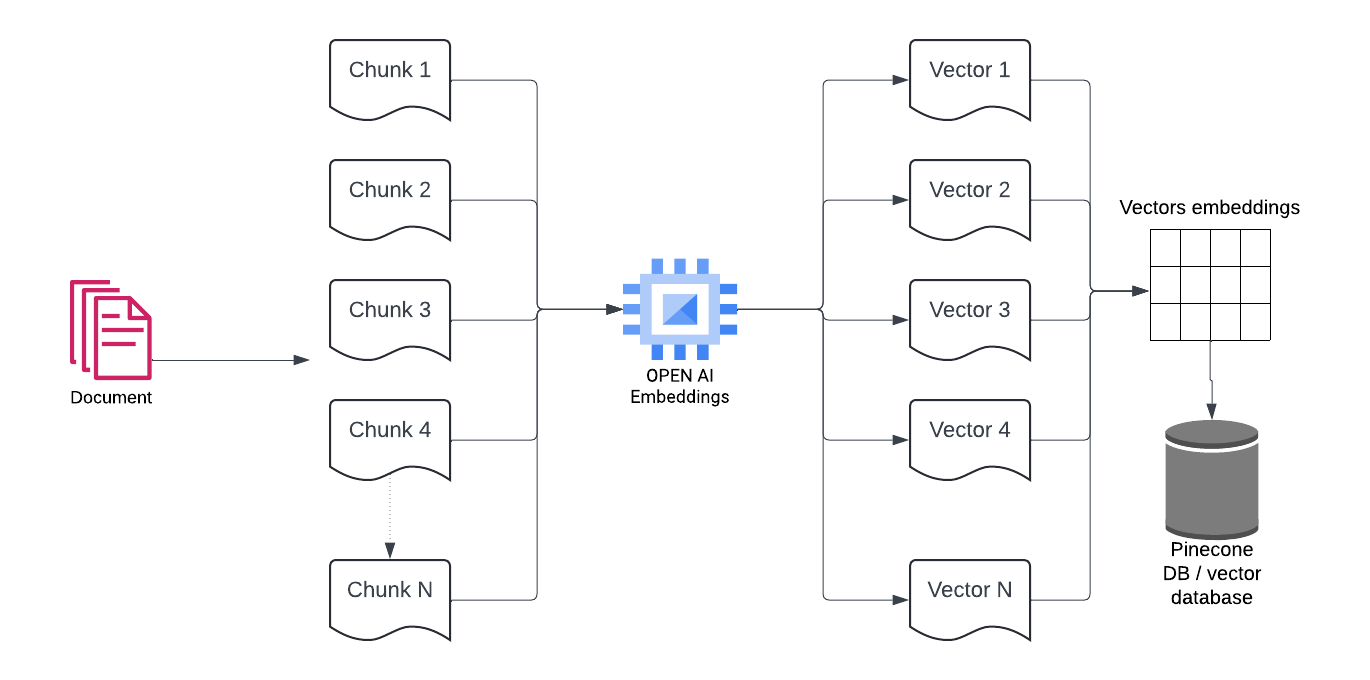 Document
Chunk 1
Chunk 2
Chunk 3
Chunk 4
Chunk N
OPEN AI
Embeddings
Vector 1
Vector 2
Vector 3
Vector 4
Vector N
Vectors embeddings
Pinecone
DB / vector
database